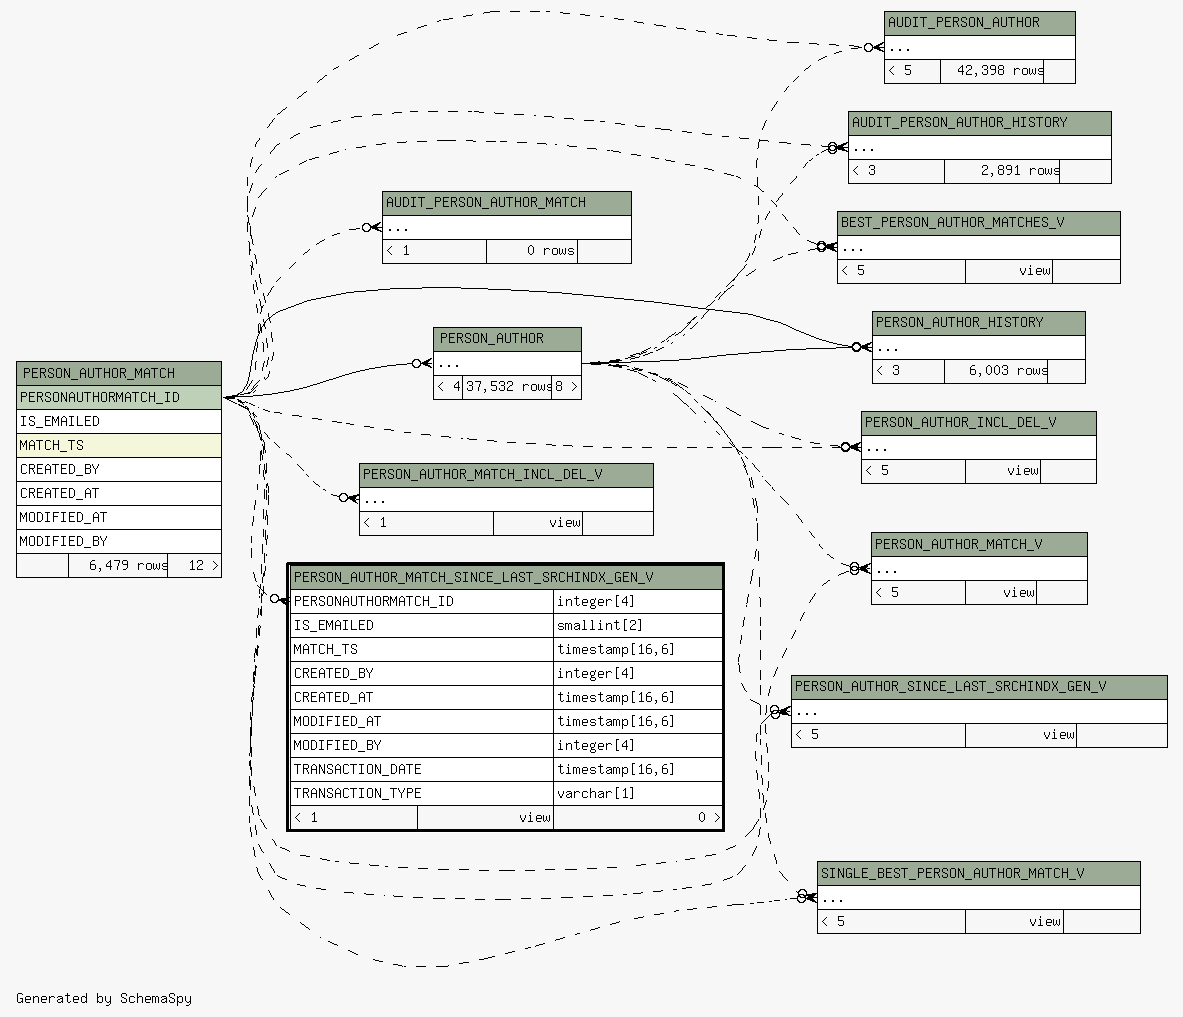 AUDIT_PERSON_AUTHOR
...
< 5 42,398 rows
AUDIT_PERSON_AUTHOR_HISTORY
...
< 3 2,891 rows
AUDIT_PERSON_AUTHOR_MATCH
...
< 1 0 rows
BEST_PERSON_AUTHOR_MATCHES_V
...
< 5 view
PERSON_AUTHOR_HISTORY
...
< 3 6,003 rows
PERSON_AUTHOR
...
< 4 37,532 rows 8 >
PERSON_AUTHOR_MATCH
PERSONAUTHORMATCH_ID
IS_EMAILED
MATCH_TS
CREATED_BY
CREATED_AT
MODIFIED_AT
MODIFIED_BY
6,479 rows 12 >
PERSON_AUTHOR_INCL_DEL_V
...
< 5 view
PERSON_AUTHOR_MATCH_INCL_DEL_V
...
< 1 view
PERSON_AUTHOR_MATCH_V
...
< 5 view
PERSON_AUTHOR_MATCH_SINCE_LAST_SRCHINDX_GEN_V
PERSONAUTHORMATCH_ID integer[4]
IS_EMAILED smallint[2]
MATCH_TS timestamp[16,6]
CREATED_BY integer[4]
CREATED_AT timestamp[16,6]
MODIFIED_AT timestamp[16,6]
MODIFIED_BY integer[4]
TRANSACTION_DATE timestamp[16,6]
TRANSACTION_TYPE varchar[1]
< 1 view 0 >
PERSON_AUTHOR_SINCE_LAST_SRCHINDX_GEN_V
...
< 5 view
SINGLE_BEST_PERSON_AUTHOR_MATCH_V
...
< 5 view
Generated by SchemaSpy